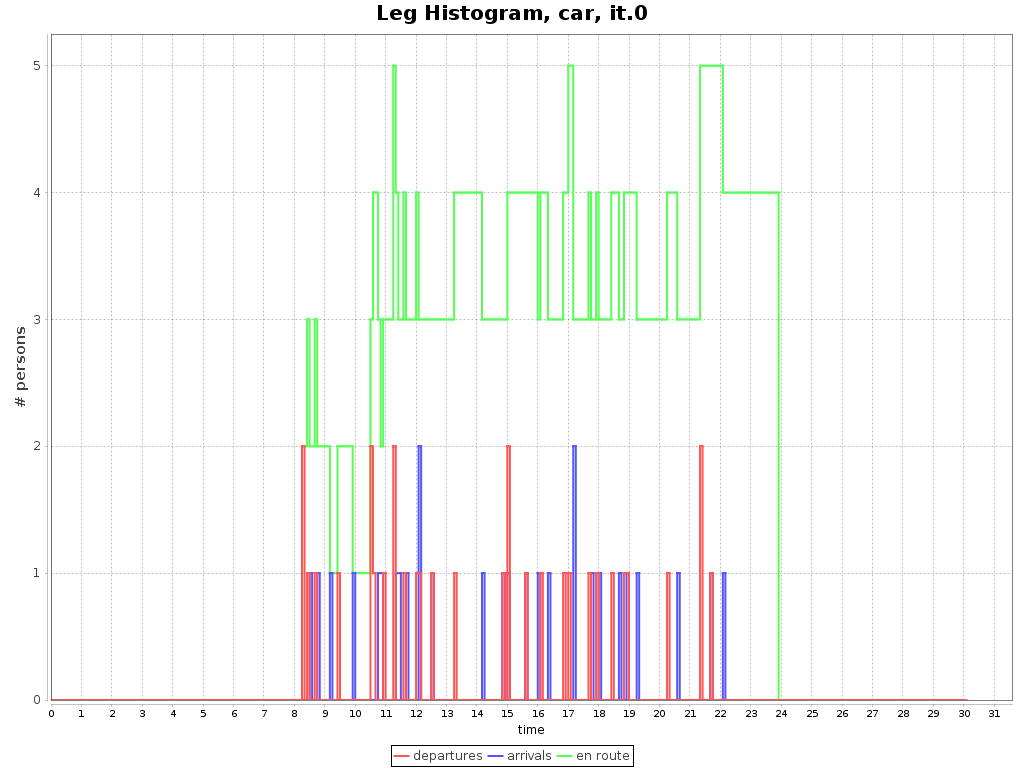 Leg Histogram, car, it.0
# persons
5
4
3
2
1
0
0 1 2 3 4 5 6 7 8 9 10 11 12 13 14 15 16 17 18 19 20 21 22 23 24 25 26 27 28 29 30 31
time
departures arrivals en route